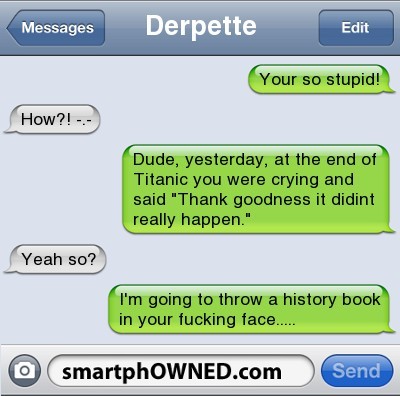 Messages
Derpette
Edit
Your so stupid!
How?! -.-
Dude, yesterday, at the end of
Titanic you were crying and
said "Thank goodness it didint
really happen."
Yeah so?
I'm going to throw a history book
in your fucking face.....
smartphOWNED.com
Send